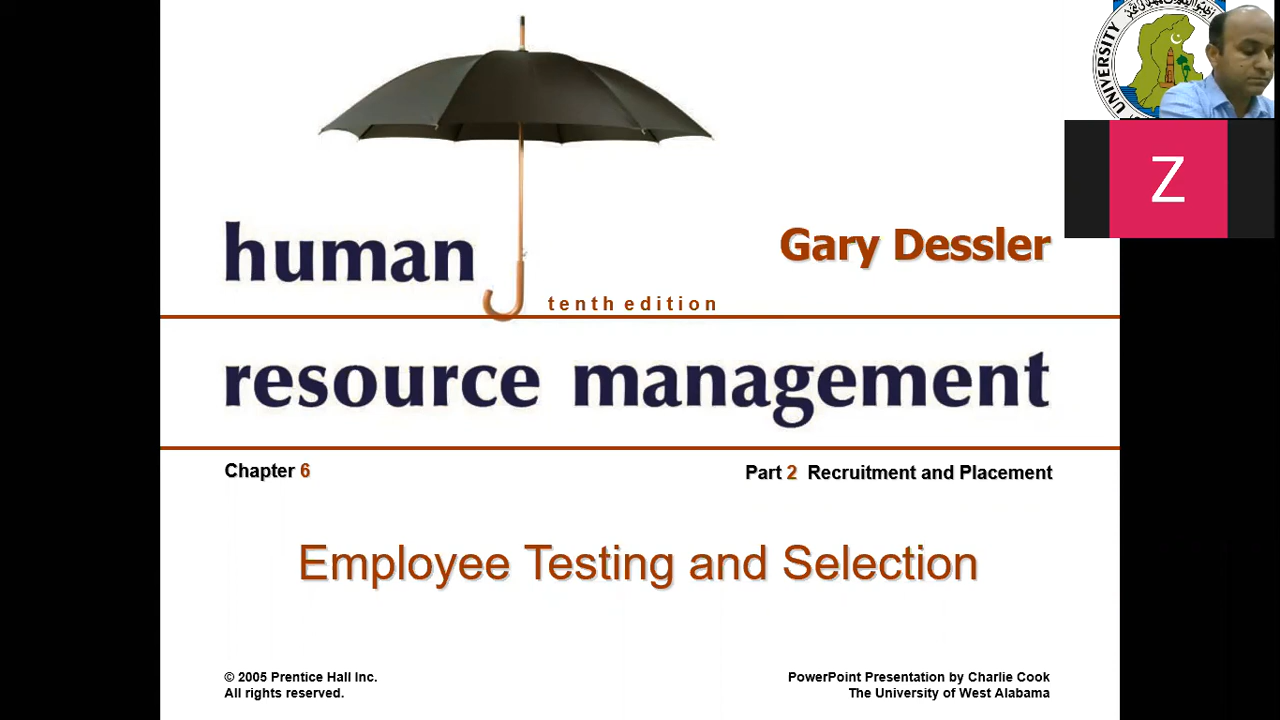 UNIVERSITY
Z
human
Gary Dessler
tenth edition
resource management
Chapter 6
Part 2 Recruitment and Placement
Employee Testing and Selection
© 2005 Prentice Hall Inc.
All rights reserved.
PowerPoint Presentation by Charlie Cook
The University of West Alabama